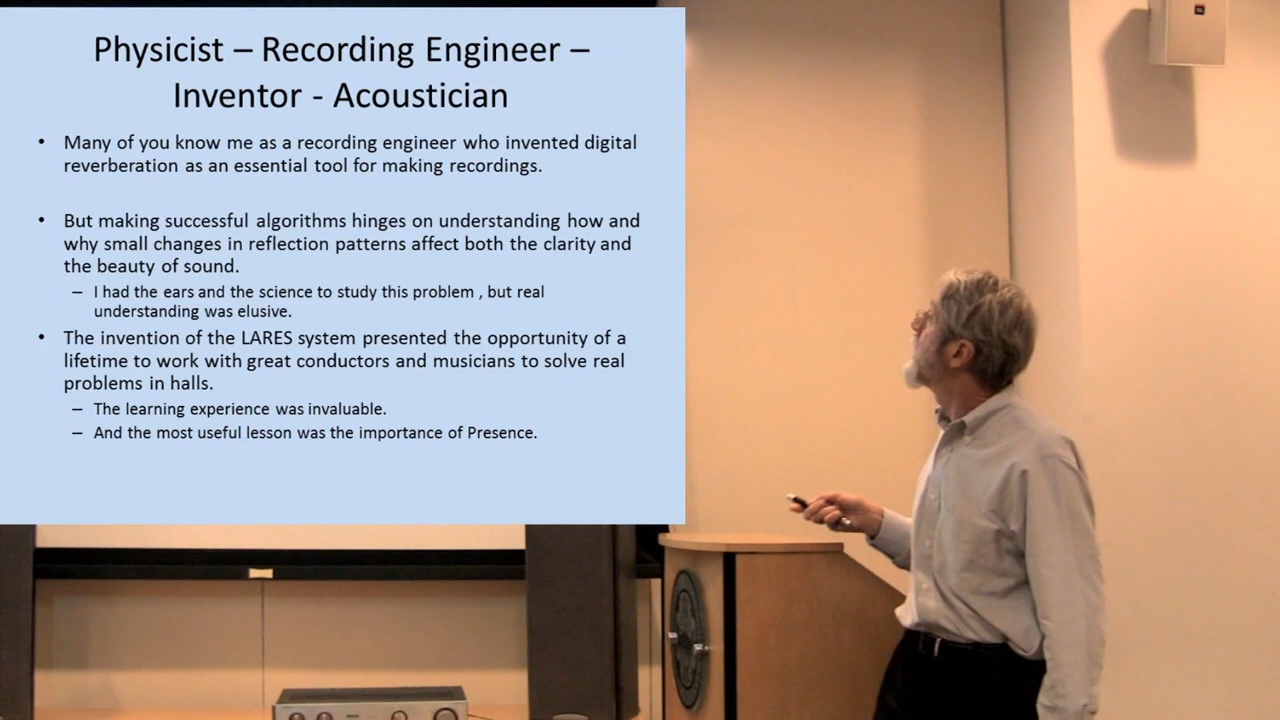 Physicist – Recording Engineer –
Inventor - Acoustician
• Many of you know me as a recording engineer who invented digital
reverberation as an essential tool for making recordings.
• But making successful algorithms hinges on understanding how and
why small changes in reflection patterns affect both the clarity and
the beauty of sound.
– I had the ears and the science to study this problem , but real
understanding was elusive.
• The invention of the LARES system presented the opportunity of a
lifetime to work with great conductors and musicians to solve real
problems in halls.
– The learning experience was invaluable.
– And the most useful lesson was the importance of Presence.